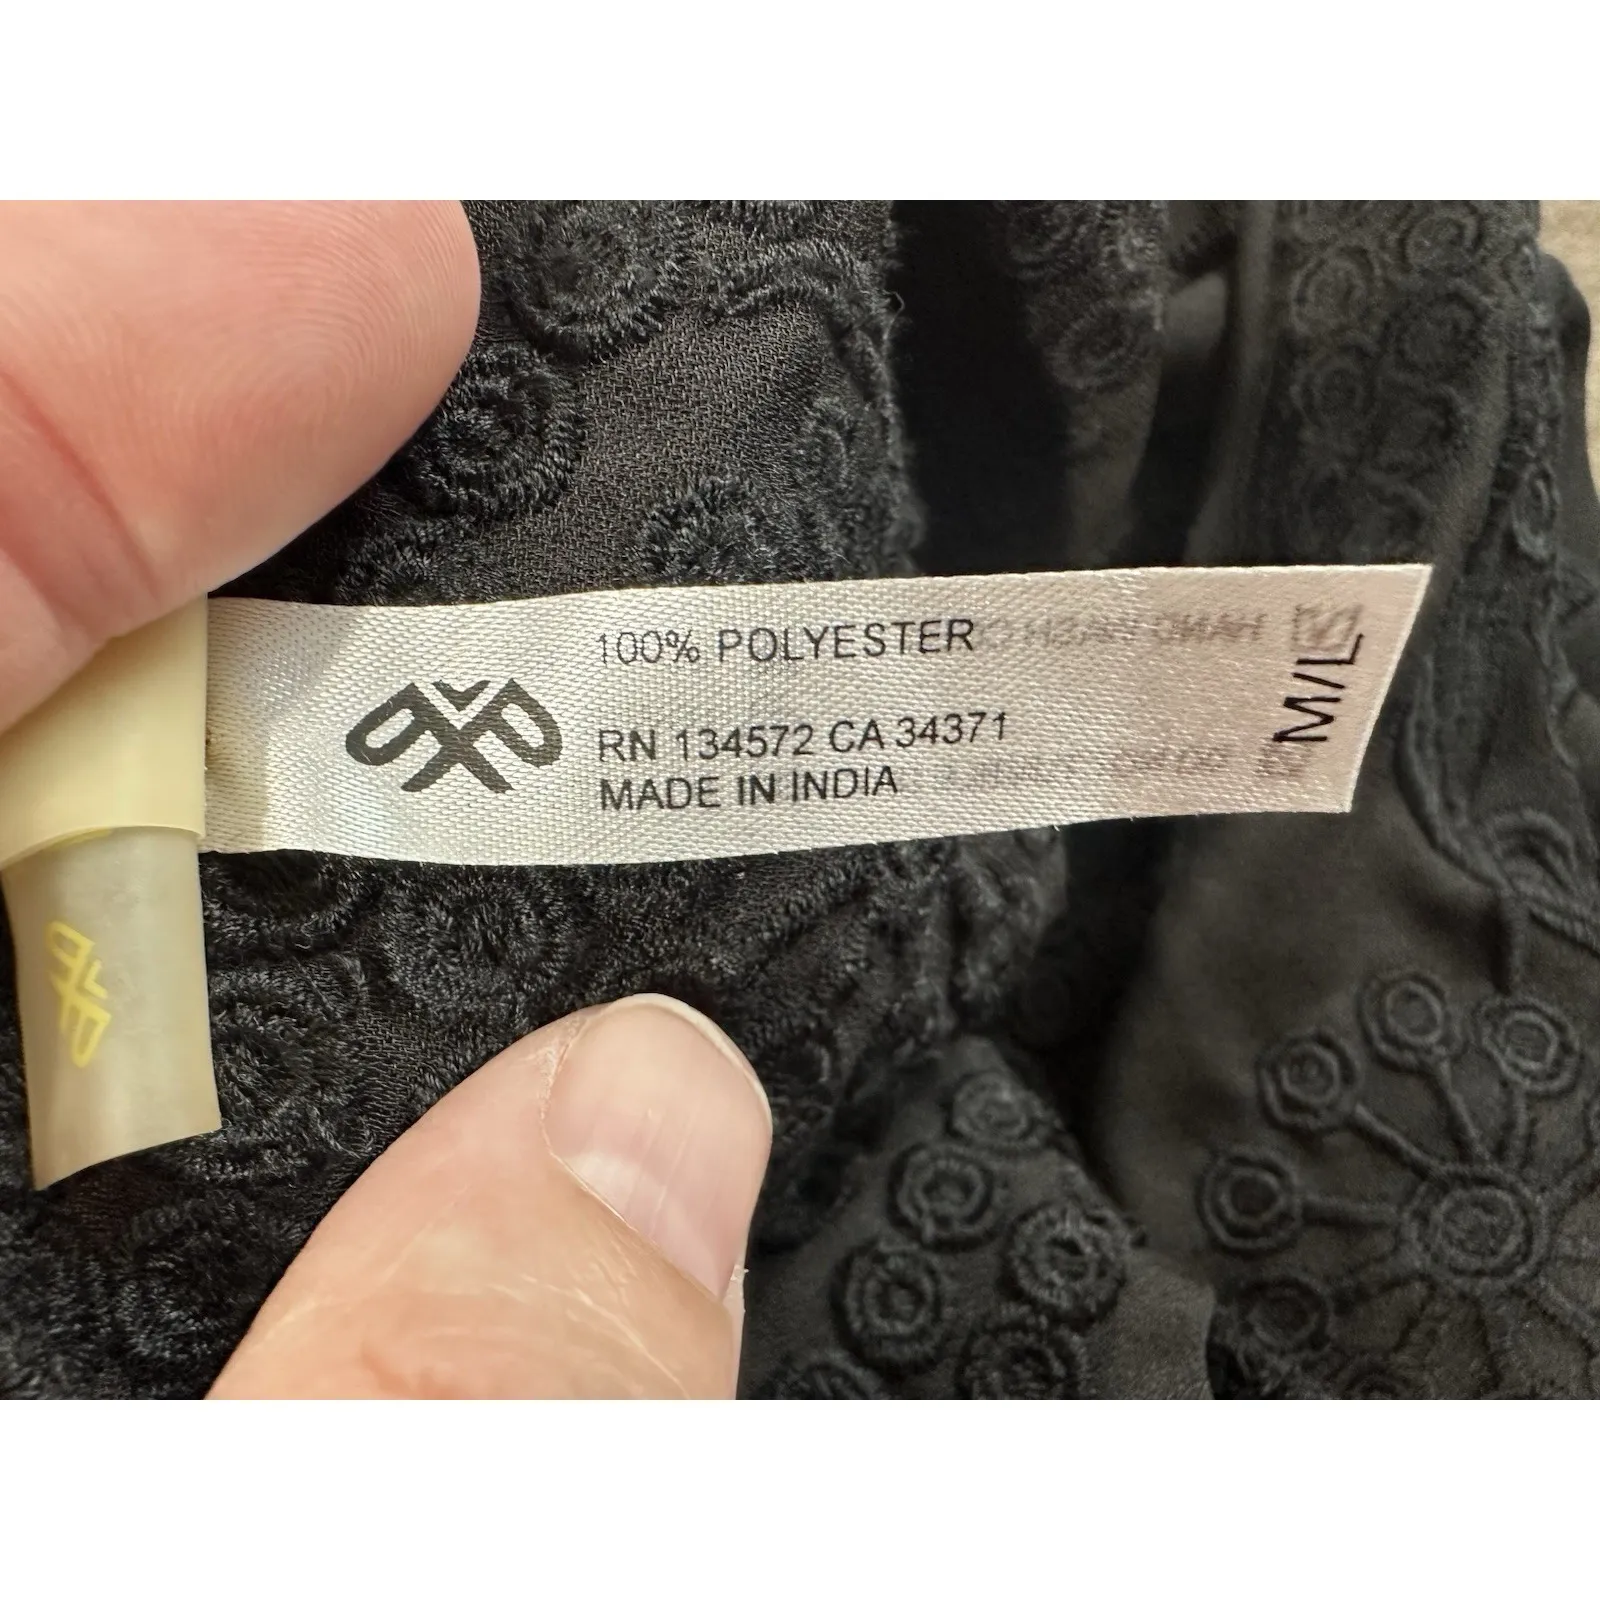 100% POLYESTER
RN 134572 CA 34371
MADE IN INDIA
M/L